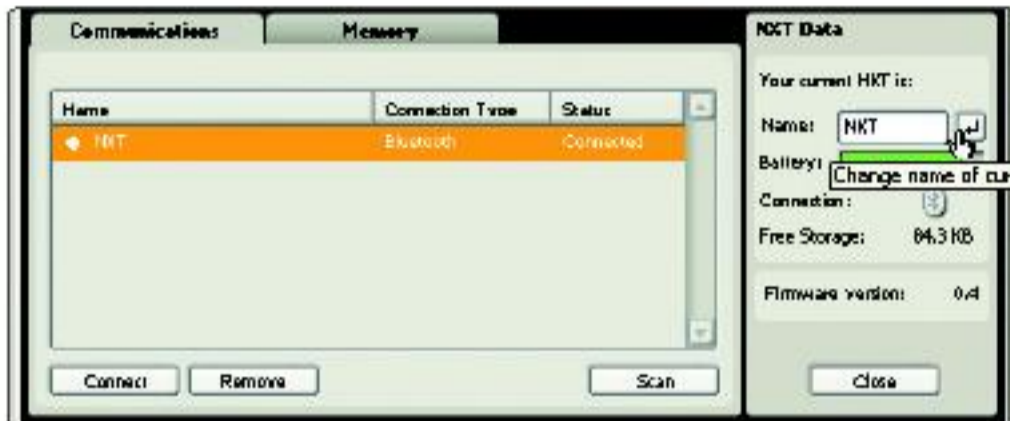 Communications
Memory
Name
Connection Type
Status
NXT
Bluetooth
Connected
Connect
Remove
Scan
NXT Data
Your current NXT is:
Name: NXT
Battery:
Change name of cur
Connection:
Free Storage: 84.3 KB
Firmware version:
Close